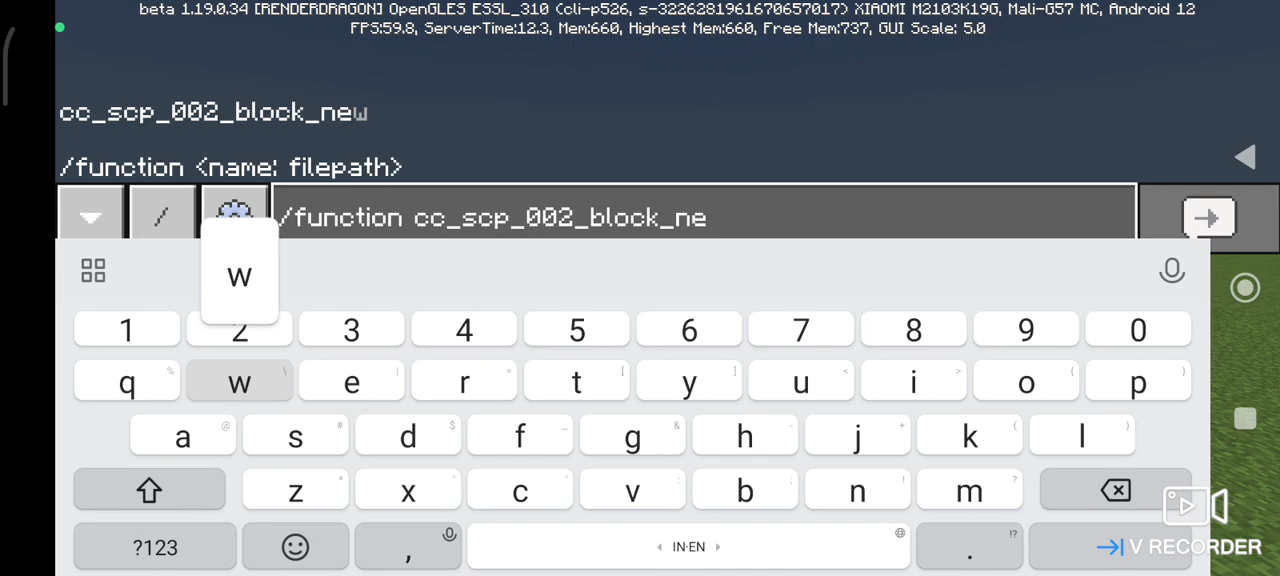 beta 1.19.0.34 [RENDERDRAGON] OpenGLES ESSL_310 (cli-p526, s-3226281961670657017) XIAOMI M2103K19G, Mali-G57 MC, Android 12
FPS:59.8, ServerTime:12.3, Mem:660, Highest Mem:660, Free Mem:737, GUI Scale: 5.0
cc_scp_002_block_new
/function <name: filepath>
/ /function cc_scp_002_block_ne
w
1 2 3 4 5 6 7 8 9 0
q % w \ e | r = t [ y ] u < i > o { p }
a @ s # d $ f _ g & h - j + k ( l )
z * x " c ' v : b ; n ! m ?
?123 , IN·EN . !?
V RECORDER